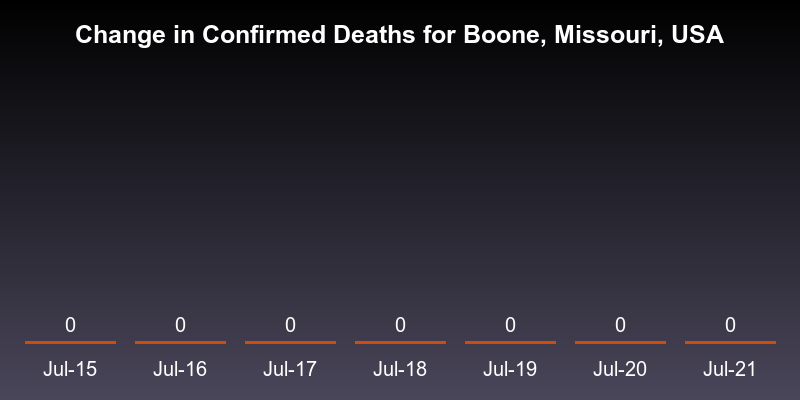 Change in Confirmed Deaths for Boone, Missouri, USA
0 0 0 0 0 0 0
Jul-15 Jul-16 Jul-17 Jul-18 Jul-19 Jul-20 Jul-21